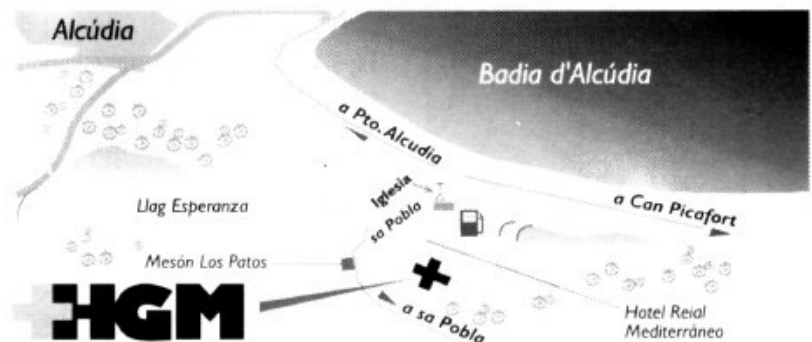 Alcúdia
Badia d'Alcúdia
a Pto. Alcudia
Iglesia
a Can Picafort
Llag Esperanza
sa Pobla
Mesón Los Patos
HGM
a sa Pobla
Hotel Reial
Mediterráneo